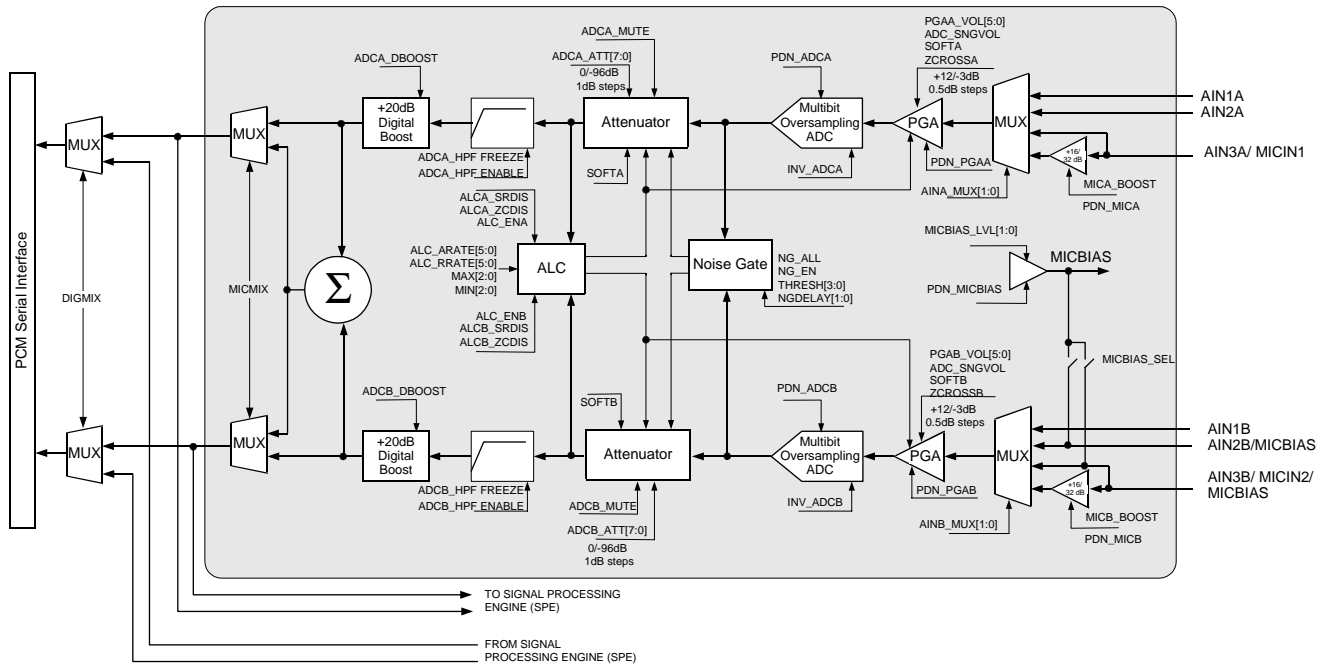 PCM Serial Interface
MUX
DIGMIX
MUX
MUX
MICMIX
MUX
Σ
ADCA_DBOOST
+20dB
Digital
Boost
ADCA_HPF FREEZE
ADCA_HPF ENABLE
ADCA_MUTE
ADCA_ATT[7:0]
0/-96dB
1dB steps
Attenuator
SOFTA
PDN_ADCA
Multibit
Oversampling
ADC
INV_ADCA
PGAA_VOL[5:0]
ADC_SNGVOL
SOFTA
ZCROSSA
+12/-3dB
0.5dB steps
PGA
PDN_PGAA
MUX
AINA_MUX[1:0]
AIN1A
AIN2A
AIN3A/ MICIN1
+16/
32 dB
MICA_BOOST
PDN_MICA
ALCA_SRDIS
ALCA_ZCDIS
ALC_ENA
ALC_ARATE[5:0]
ALC_RRATE[5:0]
MAX[2:0]
MIN[2:0]
ALC
ALC_ENB
ALCB_SRDIS
ALCB_ZCDIS
Noise Gate
NG_ALL
NG_EN
THRESH[3:0]
NGDELAY[1:0]
MICBIAS_LVL[1:0]
MICBIAS
PDN_MICBIAS
MICBIAS_SEL
ADCB_DBOOST
+20dB
Digital
Boost
ADCB_HPF FREEZE
ADCB_HPF ENABLE
SOFTB
Attenuator
ADCB_MUTE
ADCB_ATT[7:0]
0/-96dB
1dB steps
PDN_ADCB
Multibit
Oversampling
ADC
INV_ADCB
PGAB_VOL[5:0]
ADC_SNGVOL
SOFTB
ZCROSSB
+12/-3dB
0.5dB steps
PGA
PDN_PGAB
MUX
AINB_MUX[1:0]
AIN1B
AIN2B/MICBIAS
AIN3B/ MICIN2/
MICBIAS
+16/
32 dB
MICB_BOOST
PDN_MICB
TO SIGNAL PROCESSING
ENGINE (SPE)
FROM SIGNAL
PROCESSING ENGINE (SPE)